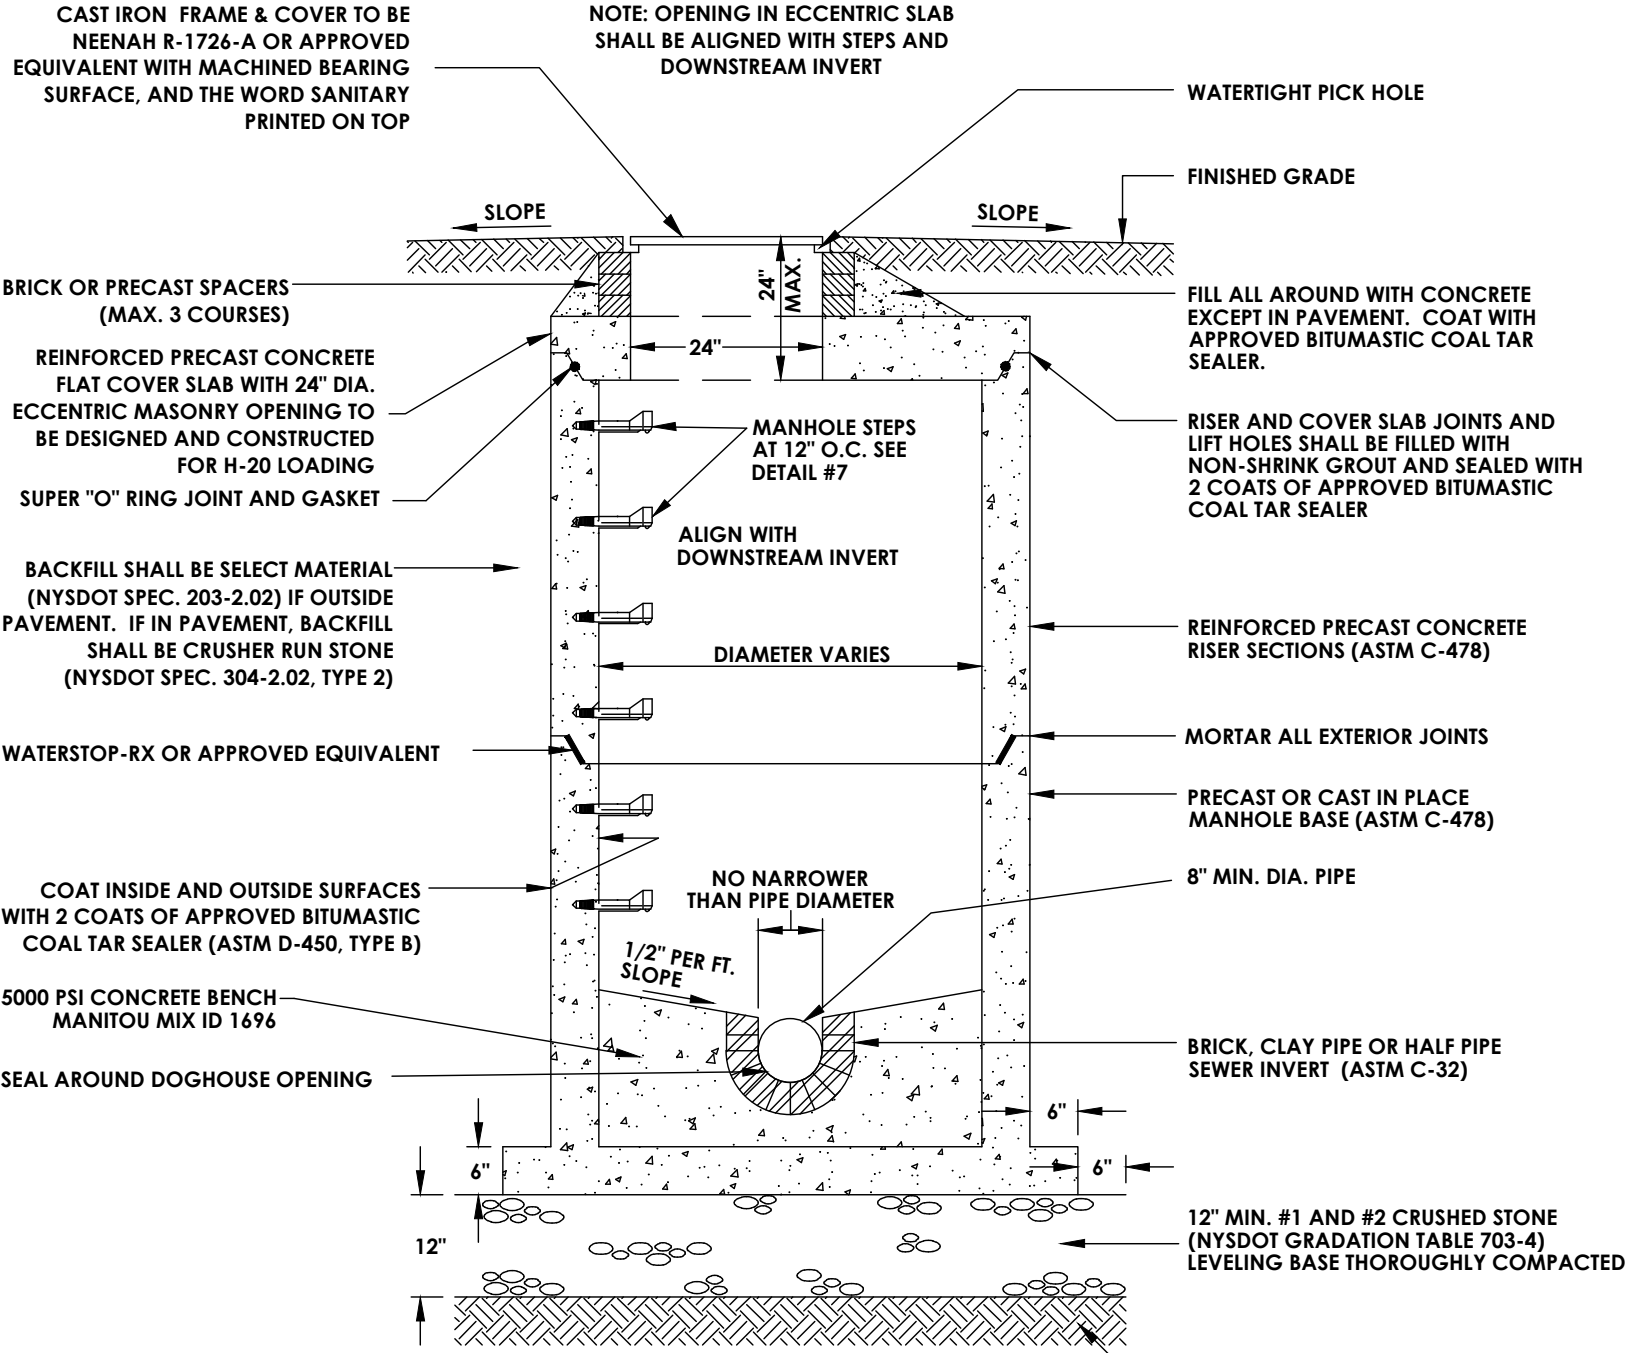 CAST IRON FRAME & COVER TO BE
NEENAH R-1726-A OR APPROVED
EQUIVALENT WITH MACHINED BEARING
SURFACE, AND THE WORD SANITARY
PRINTED ON TOP
NOTE: OPENING IN ECCENTRIC SLAB
SHALL BE ALIGNED WITH STEPS AND
DOWNSTREAM INVERT
WATERTIGHT PICK HOLE
FINISHED GRADE
SLOPE
SLOPE
BRICK OR PRECAST SPACERS
(MAX. 3 COURSES)
24"
MAX.
24"
FILL ALL AROUND WITH CONCRETE
EXCEPT IN PAVEMENT. COAT WITH
APPROVED BITUMASTIC COAL TAR
SEALER.
REINFORCED PRECAST CONCRETE
FLAT COVER SLAB WITH 24" DIA.
ECCENTRIC MASONRY OPENING TO
BE DESIGNED AND CONSTRUCTED
FOR H-20 LOADING
SUPER "O" RING JOINT AND GASKET
MANHOLE STEPS
AT 12" O.C. SEE
DETAIL #7
RISER AND COVER SLAB JOINTS AND
LIFT HOLES SHALL BE FILLED WITH
NON-SHRINK GROUT AND SEALED WITH
2 COATS OF APPROVED BITUMASTIC
COAL TAR SEALER
ALIGN WITH
DOWNSTREAM INVERT
BACKFILL SHALL BE SELECT MATERIAL
(NYSDOT SPEC. 203-2.02) IF OUTSIDE
PAVEMENT. IF IN PAVEMENT, BACKFILL
SHALL BE CRUSHER RUN STONE
(NYSDOT SPEC. 304-2.02, TYPE 2)
DIAMETER VARIES
REINFORCED PRECAST CONCRETE
RISER SECTIONS (ASTM C-478)
WATERSTOP-RX OR APPROVED EQUIVALENT
MORTAR ALL EXTERIOR JOINTS
PRECAST OR CAST IN PLACE
MANHOLE BASE (ASTM C-478)
COAT INSIDE AND OUTSIDE SURFACES
WITH 2 COATS OF APPROVED BITUMASTIC
COAL TAR SEALER (ASTM D-450, TYPE B)
NO NARROWER
THAN PIPE DIAMETER
8" MIN. DIA. PIPE
1/2" PER FT.
SLOPE
5000 PSI CONCRETE BENCH
MANITOU MIX ID 1696
SEAL AROUND DOGHOUSE OPENING
BRICK, CLAY PIPE OR HALF PIPE
SEWER INVERT (ASTM C-32)
6"
6"
6"
12"
12" MIN. #1 AND #2 CRUSHED STONE
(NYSDOT GRADATION TABLE 703-4)
LEVELING BASE THOROUGHLY COMPACTED